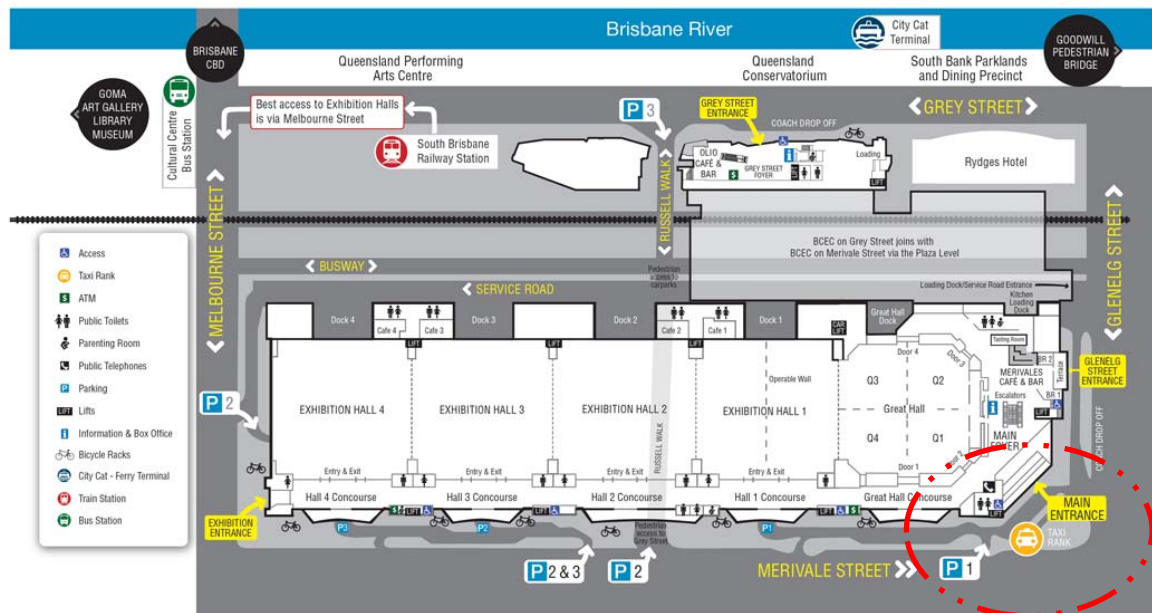 Brisbane River
City Cat
Terminal
BRISBANE
CBD
GOODWILL
PEDESTRIAN
BRIDGE
GOMA
ART GALLERY
LIBRARY
MUSEUM
Cultural Centre
Bus Station
Queensland Performing
Arts Centre
Queensland
Conservatorium
South Bank Parklands
and Dining Precinct
Best access to Exhibition Halls
is via Melbourne Street
South Brisbane
Railway Station
P 3
GREY STREET
ENTRANCE
COACH DROP OFF
GREY STREET
OLIO
CAFÉ &
BAR
GREY STREET
FOYER
LIFT
Loading
LIFT
Rydges Hotel
RUSSELL WALK
MELBOURNE STREET
GLENELG STREET
BCEC on Grey Street joins with
BCEC on Merivale Street via the Plaza Level
BUSWAY
Pedestrian
access to
carparks
SERVICE ROAD
Loading Dock/Service Road Entrance
Kitchen
Loading
Dock
Access
Taxi Rank
$ ATM
Public Toilets
Parenting Room
Public Telephones
P Parking
LIFT Lifts
i Information & Box Office
Bicycle Racks
City Cat - Ferry Terminal
Train Station
Bus Station
Dock 4
Cafe 4
Cafe 3
Dock 3
Dock 2
Cafe 2
Cafe 1
Dock 1
CAR
LIFT
Great Hall
Dock
LIFT
LIFT
LIFT
Tasting Room
BR 2
MERIVALES
CAFÉ & BAR
Terrace
BR 1
GLENELG
STREET
ENTRANCE
Door 4
Door 3
Operable Wall
Q3
Q2
Great Hall
Q4
Q1
Escalators
LIFT
MAIN
FOYER
COACH DROP OFF
P 2
EXHIBITION HALL 4
EXHIBITION HALL 3
EXHIBITION HALL 2
EXHIBITION HALL 1
RUSSELL WALK
Entry & Exit
Entry & Exit
Entry & Exit
Entry & Exit
Door 1
Door 2
Hall 4 Concourse
Hall 3 Concourse
Hall 2 Concourse
Hall 1 Concourse
Great Hall Concourse
EXHIBITION
ENTRANCE
P3
LIFT
P2
LIFT
P1
LIFT
LIFT
MAIN
ENTRANCE
Pedestrian
access to
Grey Street
TAXI
RANK
P 2 & 3
P 2
MERIVALE STREET
P 1